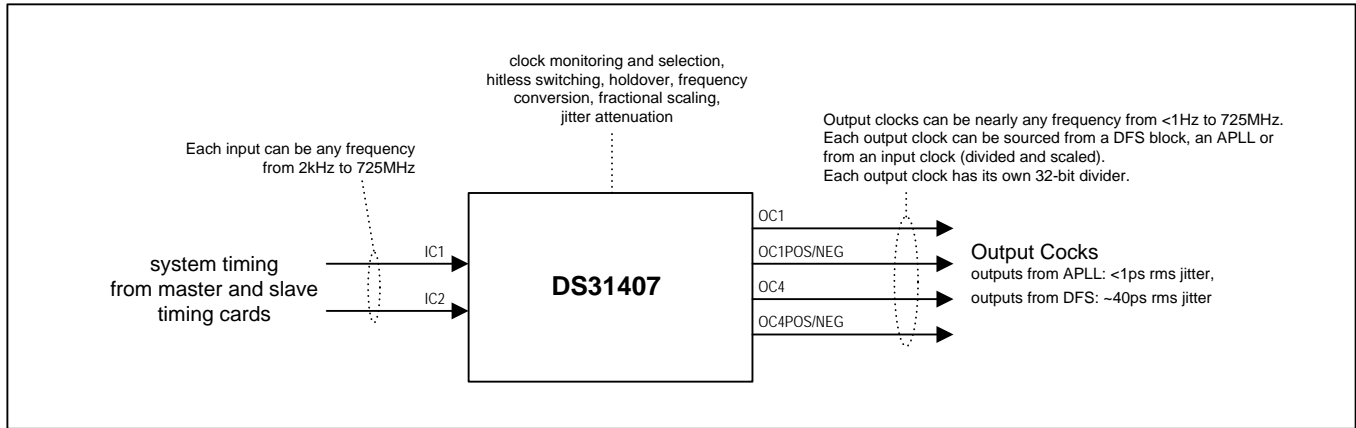 clock monitoring and selection,
hitless switching, holdover, frequency
conversion, fractional scaling,
jitter attenuation
Output clocks can be nearly any frequency from <1Hz to 725MHz.
Each output clock can be sourced from a DFS block, an APLL or
from an input clock (divided and scaled).
Each output clock has its own 32-bit divider.
Each input can be any frequency
from 2kHz to 725MHz
system timing
from master and slave
timing cards
IC1
IC2
DS31407
OC1
OC1POS/NEG
OC4
OC4POS/NEG
Output Cocks
outputs from APLL: <1ps rms jitter,
outputs from DFS: ~40ps rms jitter